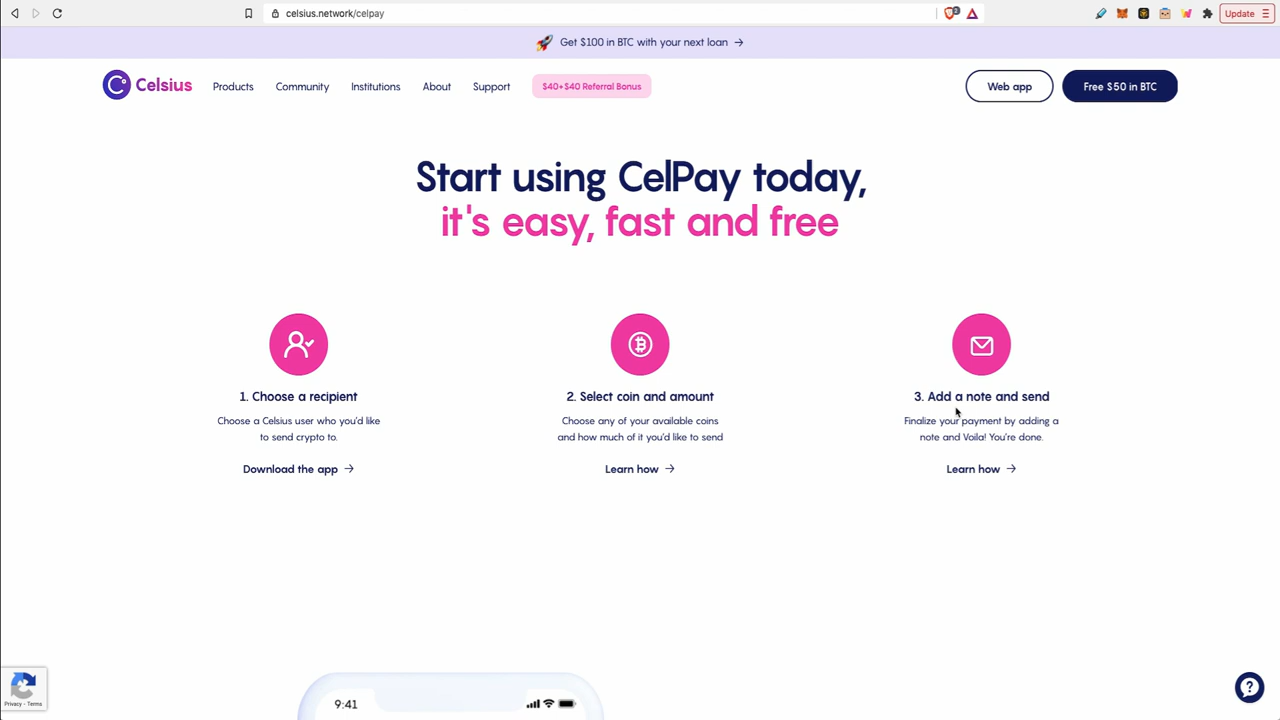 celsius.network/celpay
Update
Get $100 in BTC with your next loan →
Celsius
Products
Community
Institutions
About
Support
$40+$40 Referral Bonus
Web app
Free $50 in BTC
Start using CelPay today,
it's easy, fast and free
1. Choose a recipient
Choose a Celsius user who you'd like
to send crypto to.
Download the app →
2. Select coin and amount
Choose any of your available coins
and how much of it you'd like to send
Learn how →
3. Add a note and send
Finalize your payment by adding a
note and Voila! You're done.
Learn how →
9:41
Privacy - Terms